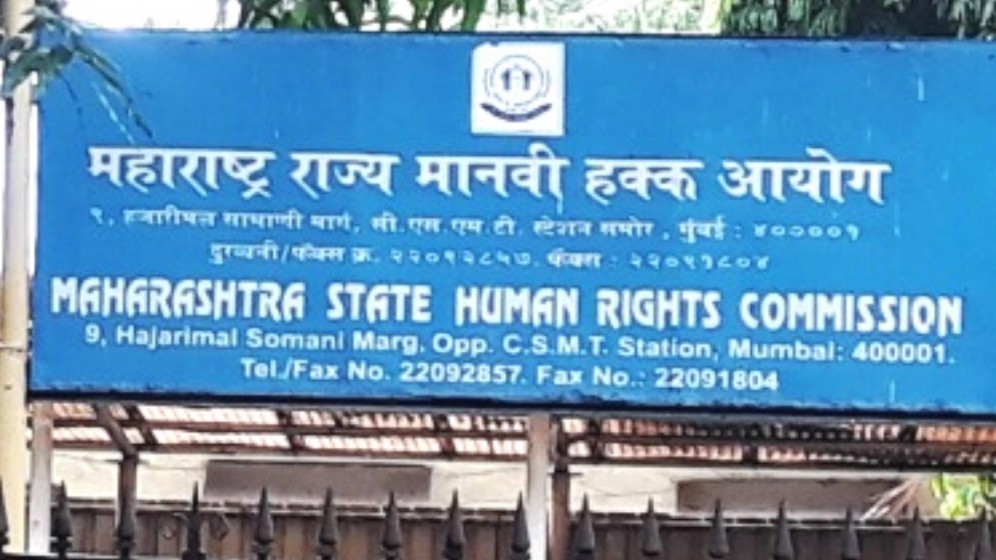 महाराष्ट्र राज्य मानवी हक्क आयोग
९, हजारीमल सोमाणी मार्ग, सी.एस.एम.टी. स्टेशन समोर, मुंबई : ४००००१
दुरध्वनी/फॅक्स क्र. २२०९२८५७. फॅक्स : २२०९१८०४
MAHARASHTRA STATE HUMAN RIGHTS COMMISSION
9, Hajarimal Somani Marg, Opp. C.S.M.T. Station, Mumbai: 400001.
Tel./Fax No. 22092857. Fax No.: 22091804